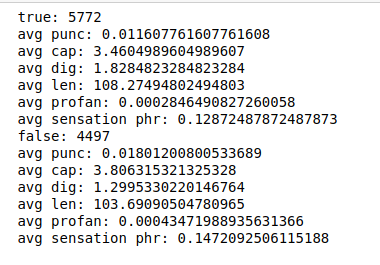 true: 5772
avg punc: 0.011607761607761608
avg cap: 3.4604989604989607
avg dig: 1.8284823284823284
avg len: 108.27494802494803
avg profan: 0.0002846490827260058
avg sensation phr: 0.12872487872487873
false: 4497
avg punc: 0.01801200800533689
avg cap: 3.806315321325328
avg dig: 1.2995330220146764
avg len: 103.69090504780965
avg profan: 0.00043471988935631366
avg sensation phr: 0.1472092506115188